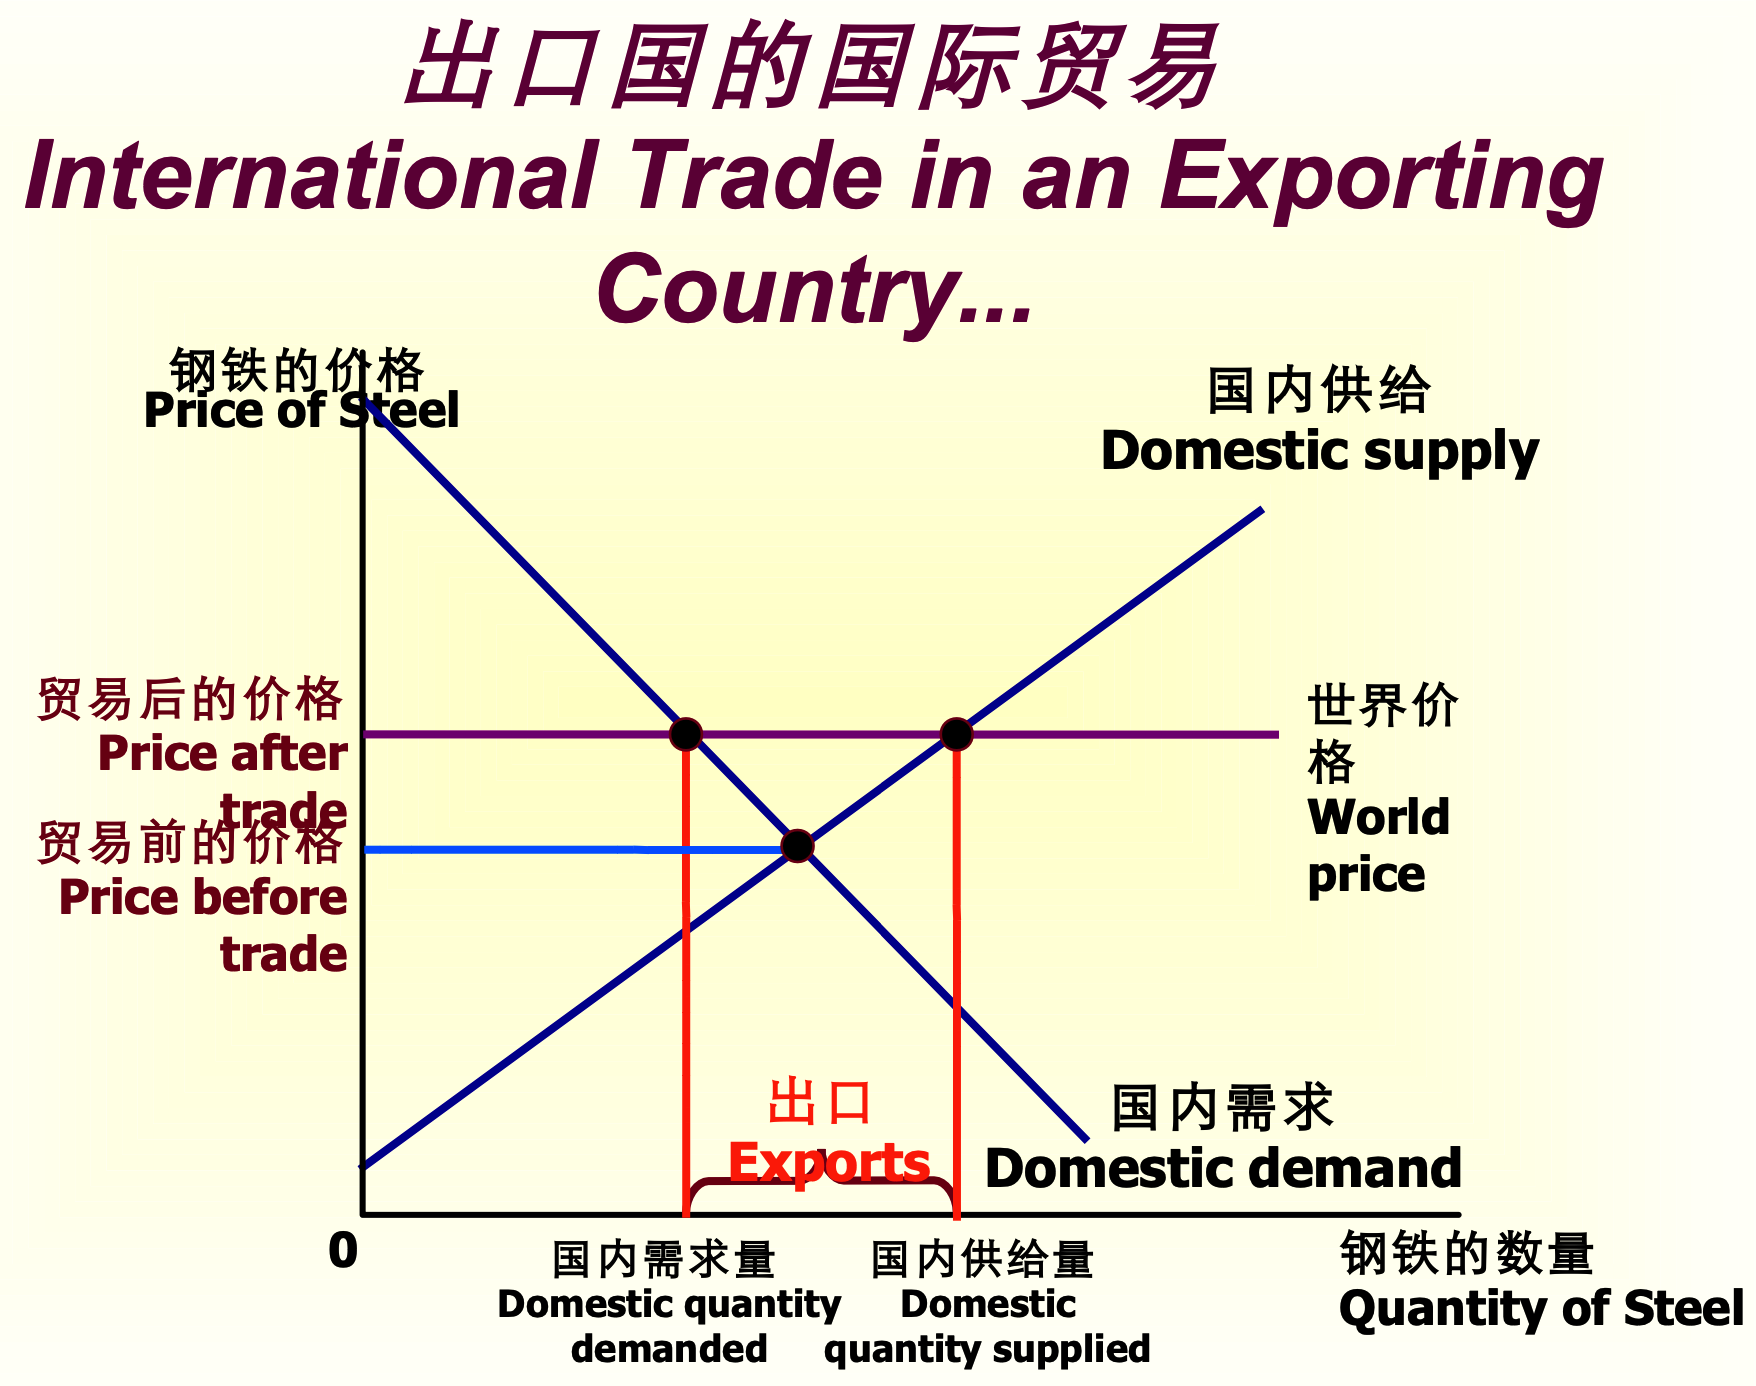 出口国的国际贸易
International Trade in an Exporting
Country...
钢铁的价格
Price of Steel
国内供给
Domestic supply
贸易后的价格
Price after
trade
世界价
格
World
price
贸易前的价格
Price before
trade
出口
Exports
国内需求
Domestic demand
0
国内需求量
Domestic quantity
demanded
国内供给量
Domestic
quantity supplied
钢铁的数量
Quantity of Steel